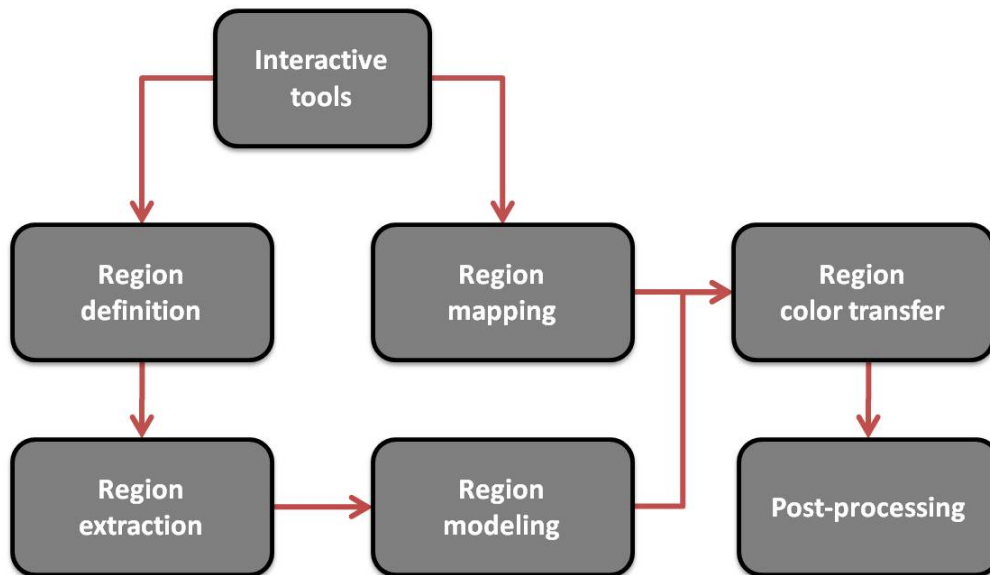 Interactive
tools
Region
definition
Region
mapping
Region
color transfer
Region
extraction
Region
modeling
Post-processing